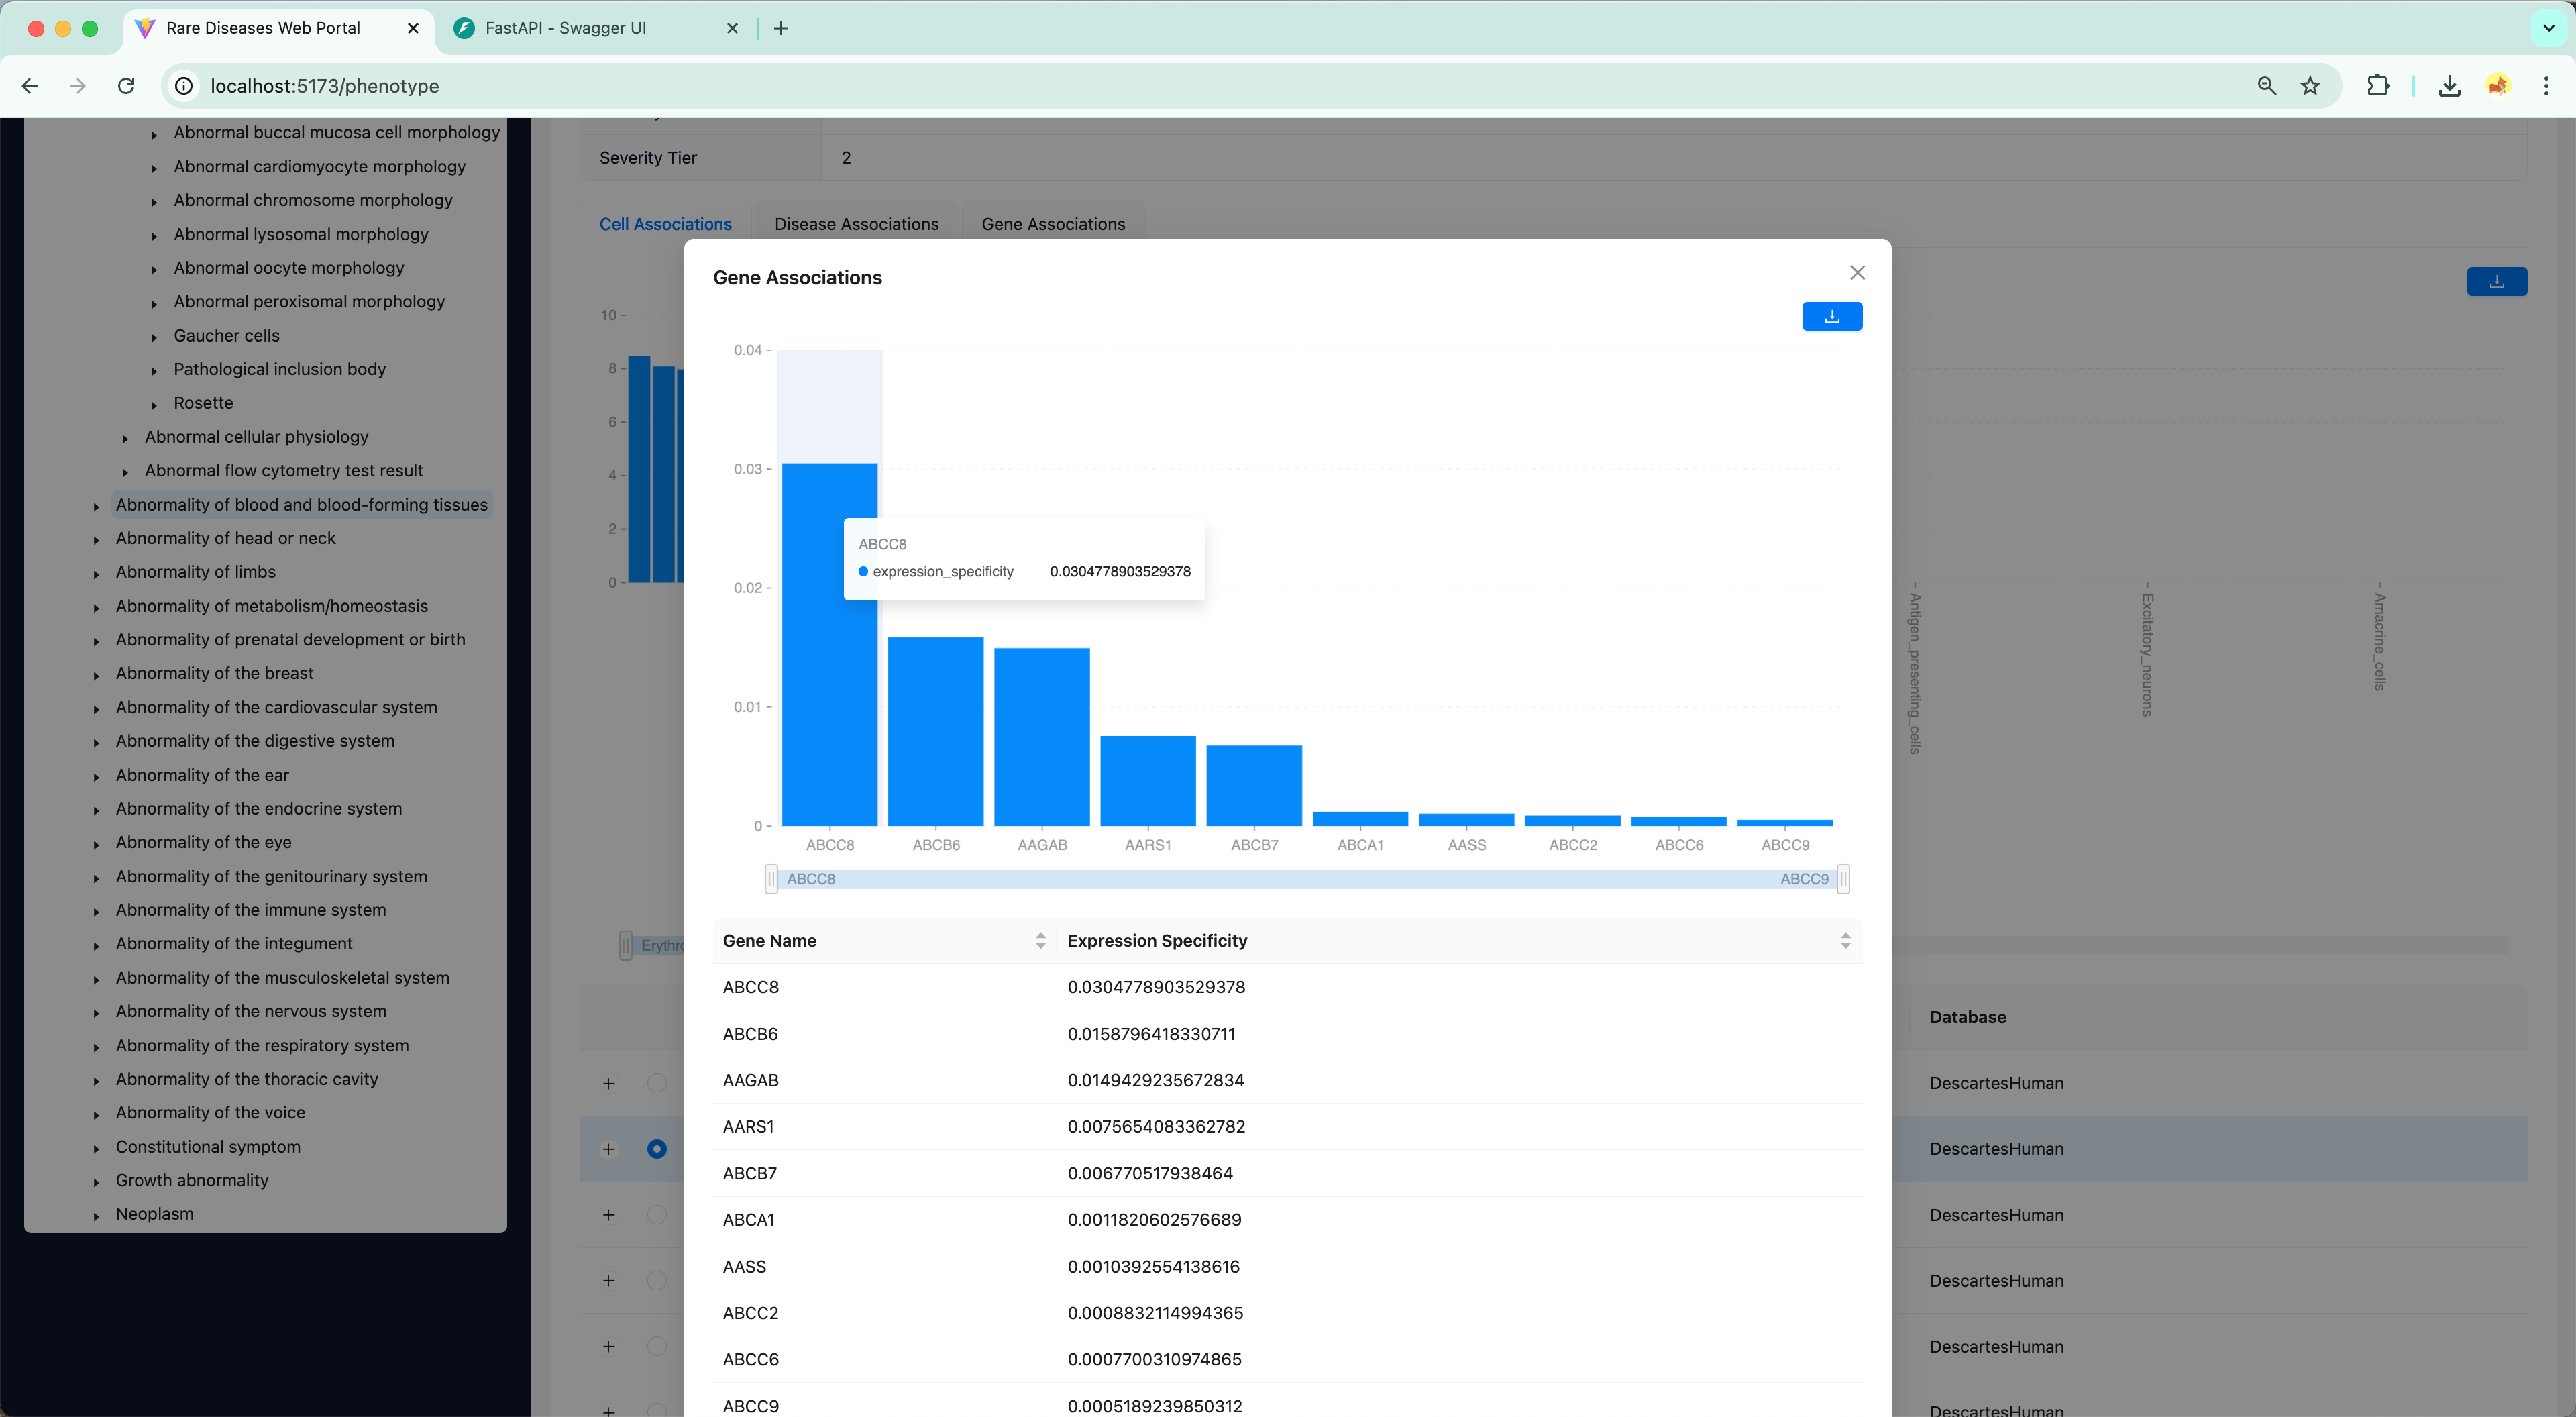 Rare Diseases Web Portal
FastAPI - Swagger UI
localhost:5173/phenotype
Abnormal buccal mucosa cell morphology
Abnormal cardiomyocyte morphology
Abnormal chromosome morphology
Abnormal lysosomal morphology
Abnormal oocyte morphology
Abnormal peroxisomal morphology
Gaucher cells
Pathological inclusion body
Rosette
Abnormal cellular physiology
Abnormal flow cytometry test result
Abnormality of blood and blood-forming tissues
Abnormality of head or neck
Abnormality of limbs
Abnormality of metabolism/homeostasis
Abnormality of prenatal development or birth
Abnormality of the breast
Abnormality of the cardiovascular system
Abnormality of the digestive system
Abnormality of the ear
Abnormality of the endocrine system
Abnormality of the eye
Abnormality of the genitourinary system
Abnormality of the immune system
Abnormality of the integument
Abnormality of the musculoskeletal system
Abnormality of the nervous system
Abnormality of the respiratory system
Abnormality of the thoracic cavity
Abnormality of the voice
Constitutional symptom
Growth abnormality
Neoplasm
Severity Tier 2
Cell Associations Disease Associations Gene Associations
10
8
6
4
2
0
Antigen_presenting_cells
Excitatory_neurons
Amacrine_cells
Database
DescartesHuman
DescartesHuman
DescartesHuman
DescartesHuman
DescartesHuman
DescartesHuman
Gene Associations
0.04
0.03
0.02
0.01
0
ABCC8
expression_specificity 0.0304778903529378
ABCC8 ABCB6 AAGAB AARS1 ABCB7 ABCA1 AASS ABCC2 ABCC6 ABCC9
ABCC8 ABCC9
Gene Name Expression Specificity
ABCC8 0.0304778903529378
ABCB6 0.0158796418330711
AAGAB 0.0149429235672834
AARS1 0.0075654083362782
ABCB7 0.006770517938464
ABCA1 0.0011820602576689
AASS 0.0010392554138616
ABCC2 0.0008832114994365
ABCC6 0.0007700310974865
ABCC9 0.0005189239850312